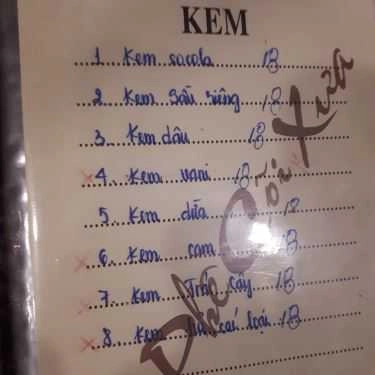 KEM
1 Kem socola 18
2 Kem Sầu riêng 18
3 Kem dâu 18
4 Kem vani 18
5 Kem dừa 18
6 Kem cam 18
7 Kem Trái cây 18
8 Kem các loại 18
Xưa